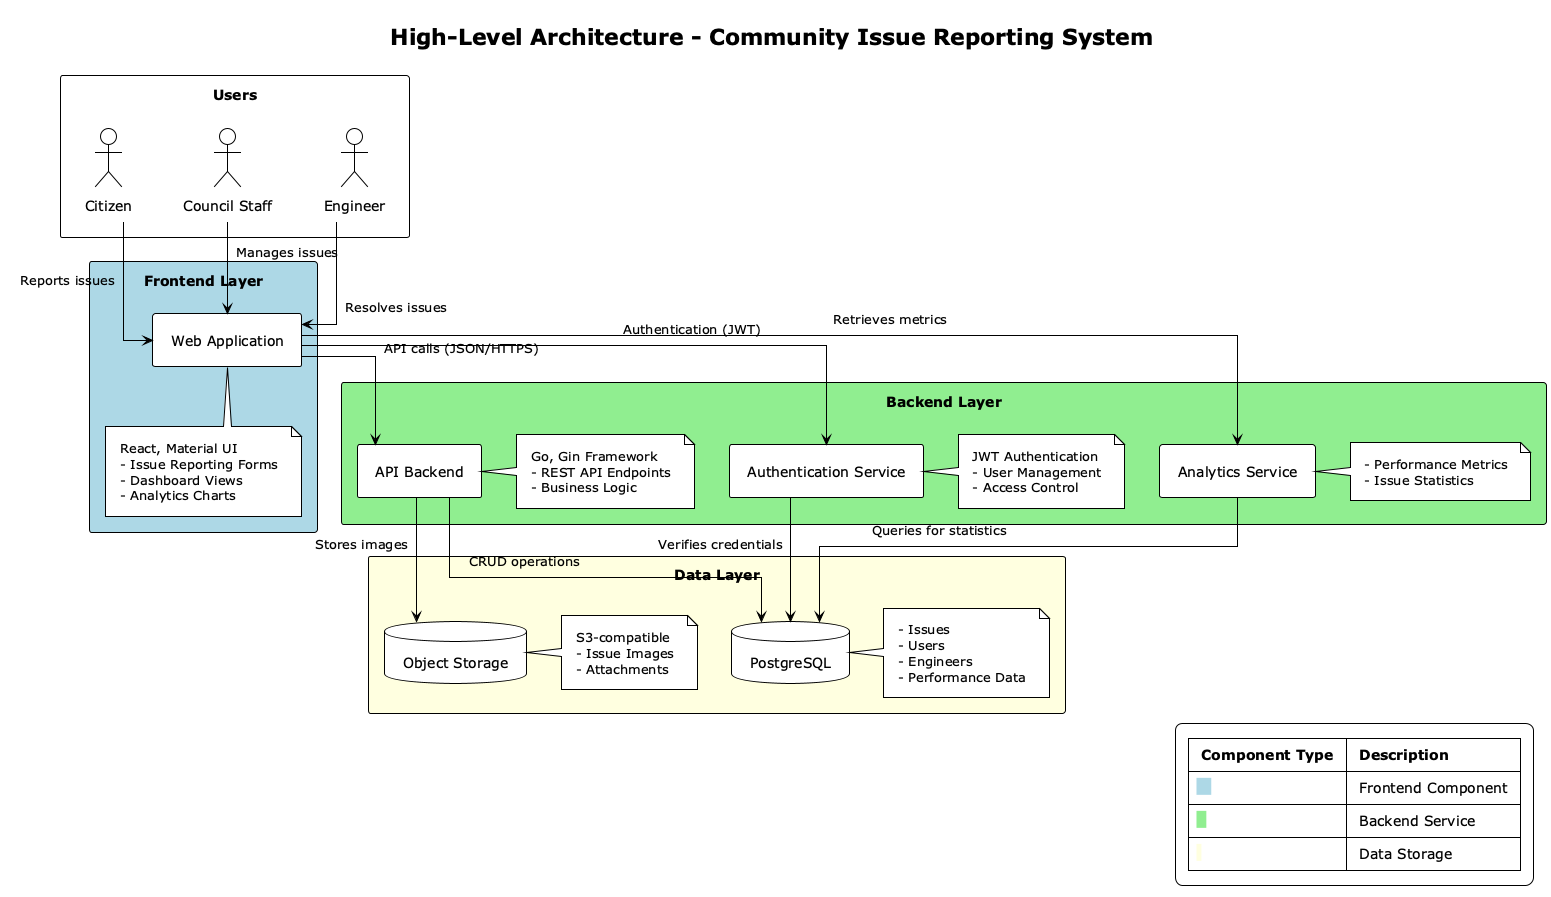 High-Level Architecture - Community Issue Reporting System
Users
Citizen
Council Staff
Engineer
Manages issues
Reports issues
Frontend Layer
Resolves issues
Web Application
Retrieves metrics
Authentication (JWT)
API calls (JSON/HTTPS)
React, Material UI
- Issue Reporting Forms
- Dashboard Views
- Analytics Charts
Backend Layer
API Backend
Go, Gin Framework
- REST API Endpoints
- Business Logic
Authentication Service
JWT Authentication
- User Management
- Access Control
Analytics Service
- Performance Metrics
- Issue Statistics
Stores images
CRUD operations
Verifies credentials
Queries for statistics
Data Layer
Object Storage
S3-compatible
- Issue Images
- Attachments
PostgreSQL
- Issues
- Users
- Engineers
- Performance Data
Component Type
Description
Frontend Component
Backend Service
Data Storage